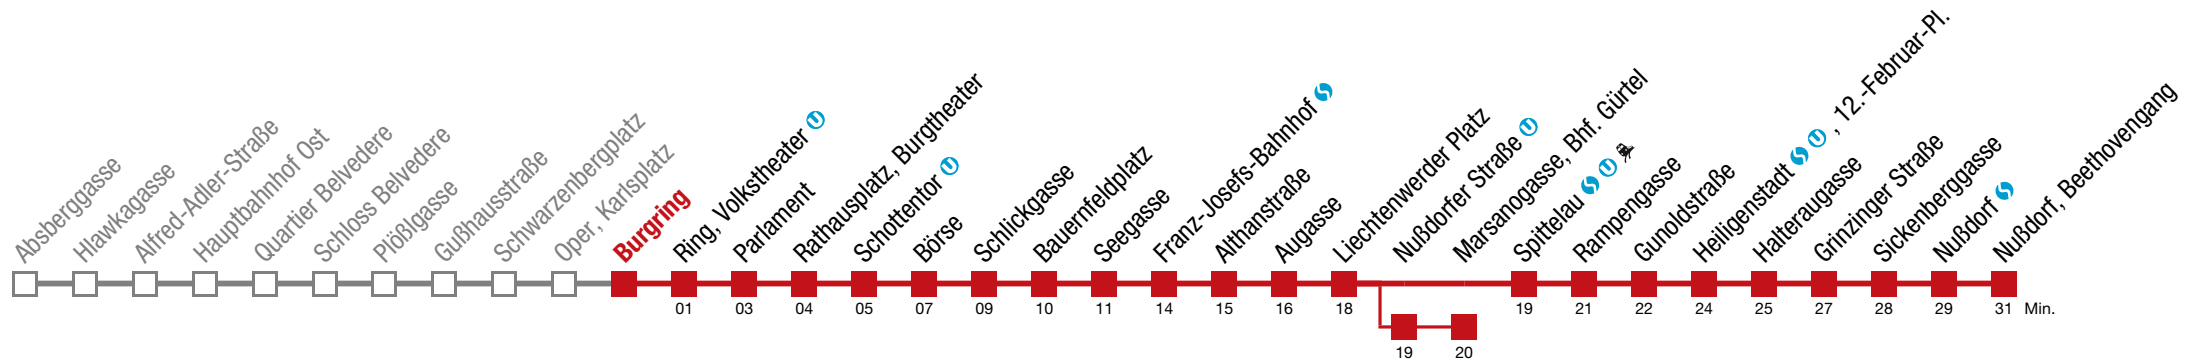 Absberggasse
Hlawkagasse
Alfred-Adler-Straße
Hauptbahnhof Ost
Quartier Belvedere
Schloss Belvedere
Plößlgasse
Gußhausstraße
Schwarzenbergplatz
Oper, Karlsplatz
Burgring
Ring, Volkstheater U
Parlament
Rathausplatz, Burgtheater
Schottentor U
Börse
Schlickgasse
Bauernfeldplatz
Seegasse
Franz-Josefs-Bahnhof S
Althanstraße
Augasse
Liechtenwerder Platz
Nußdorfer Straße U
Marsanogasse, Bhf. Gürtel
Spittelau S U
Rampengasse
Gunoldstraße
Heiligenstadt S U , 12.-Februar-Pl.
Halteraugasse
Grinzinger Straße
Sickenberggasse
Nußdorf S
Nußdorf, Beethovengang
01 03 04 05 07 09 10 11 14 15 16 18 19 21 22 24 25 27 28 29 31 Min.
19 20